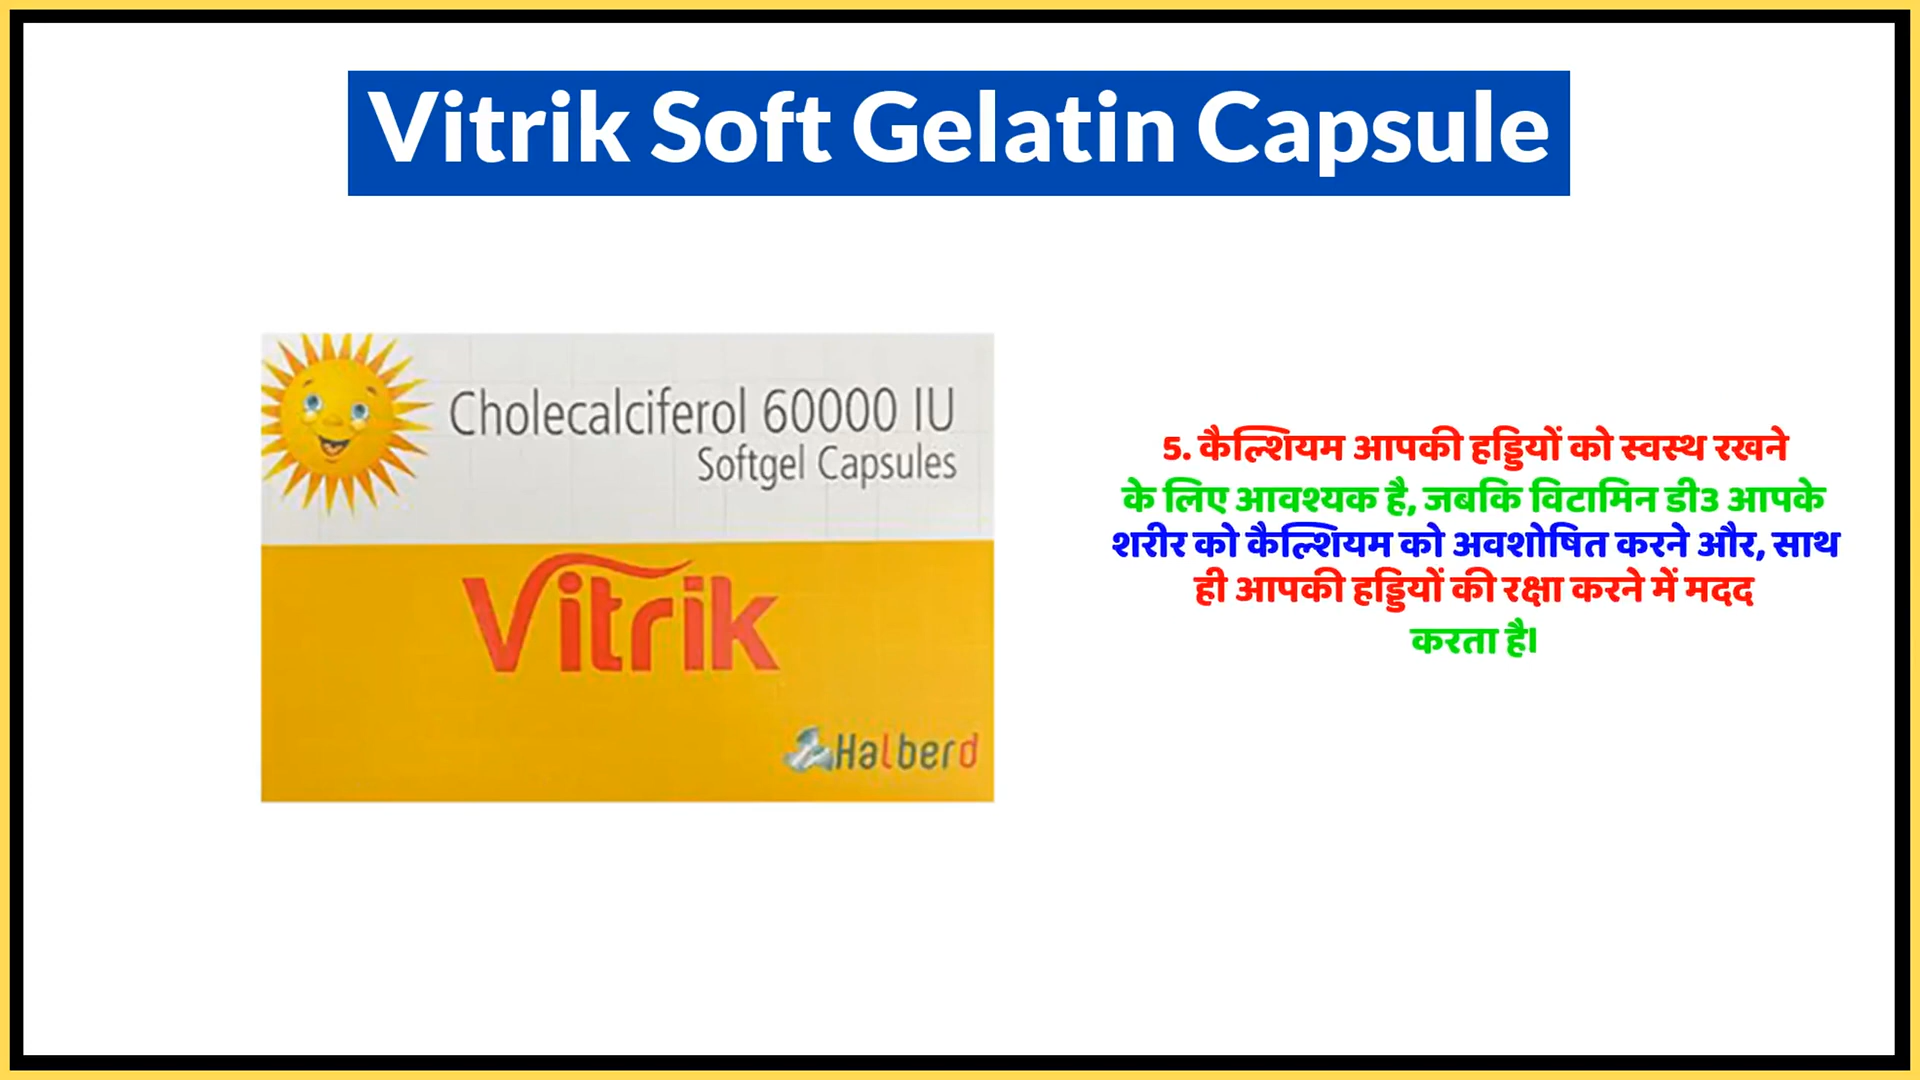 Vitrik Soft Gelatin Capsule
Cholecalciferol 60000 IU
Softgel Capsules
Vitrik
Halberd
5. कैल्शियम आपकी हड्डियों को स्वस्थ रखने
के लिए आवश्यक है, जबकि विटामिन डी3 आपके
शरीर को कैल्शियम को अवशोषित करने और, साथ
ही आपकी हड्डियों की रक्षा करने में मदद
करता है।